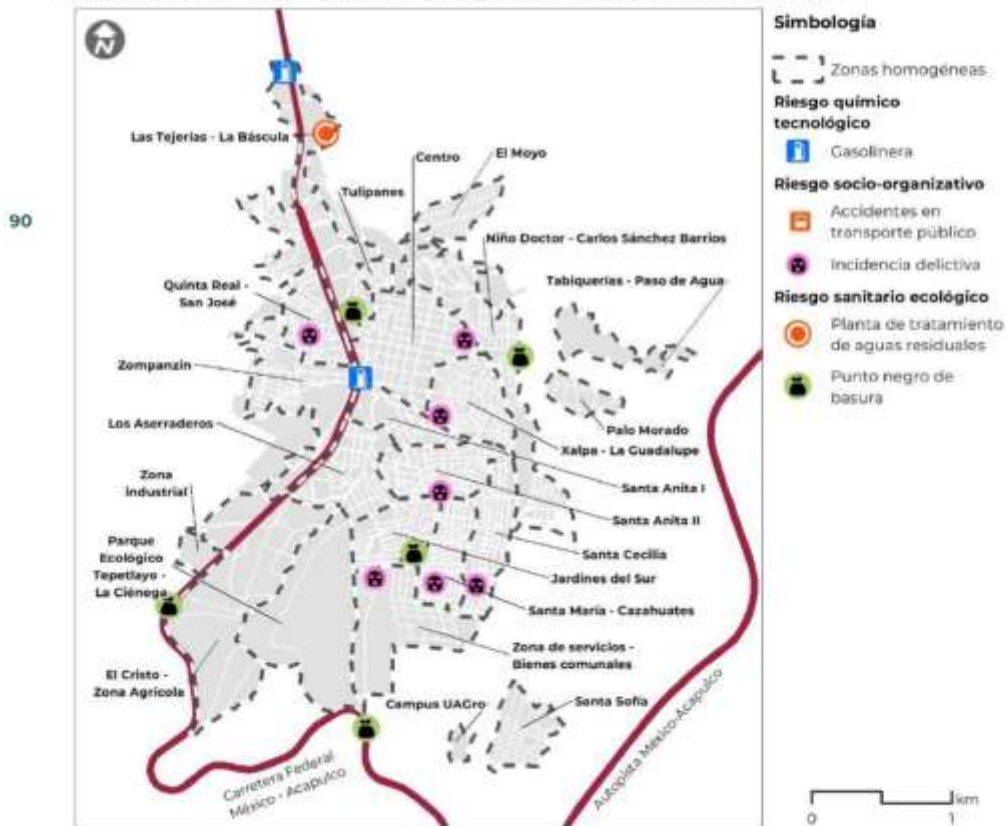 N
90
Las Tejerías - La Báscula
Centro
El Moyo
Tulipanes
Niño Doctor - Carlos Sánchez Barrios
Quinta Real -
San José
Tabiquerías - Paso de Agua
Zompanzin
Los Aserraderos
Palo Morado
Xalpa - La Guadalupe
Zona
industrial
Santa Anita I
Santa Anita II
Parque
Ecológico
Tepetlayo -
La Ciénega
Santa Cecilia
Jardines del Sur
Santa María - Cazahuates
Zona de servicios -
Bienes comunales
El Cristo -
Zona Agrícola
Campus UAGro
Santa Sofía
Carretera Federal
México - Acapulco
Autopista México-Acapulco
Simbología
Zonas homogéneas
Riesgo químico
tecnológico
Gasolinera
Riesgo socio-organizativo
Accidentes en
transporte público
Incidencia delictiva
Riesgo sanitario ecológico
Planta de tratamiento
de aguas residuales
Punto negro de
basura
km
0
1